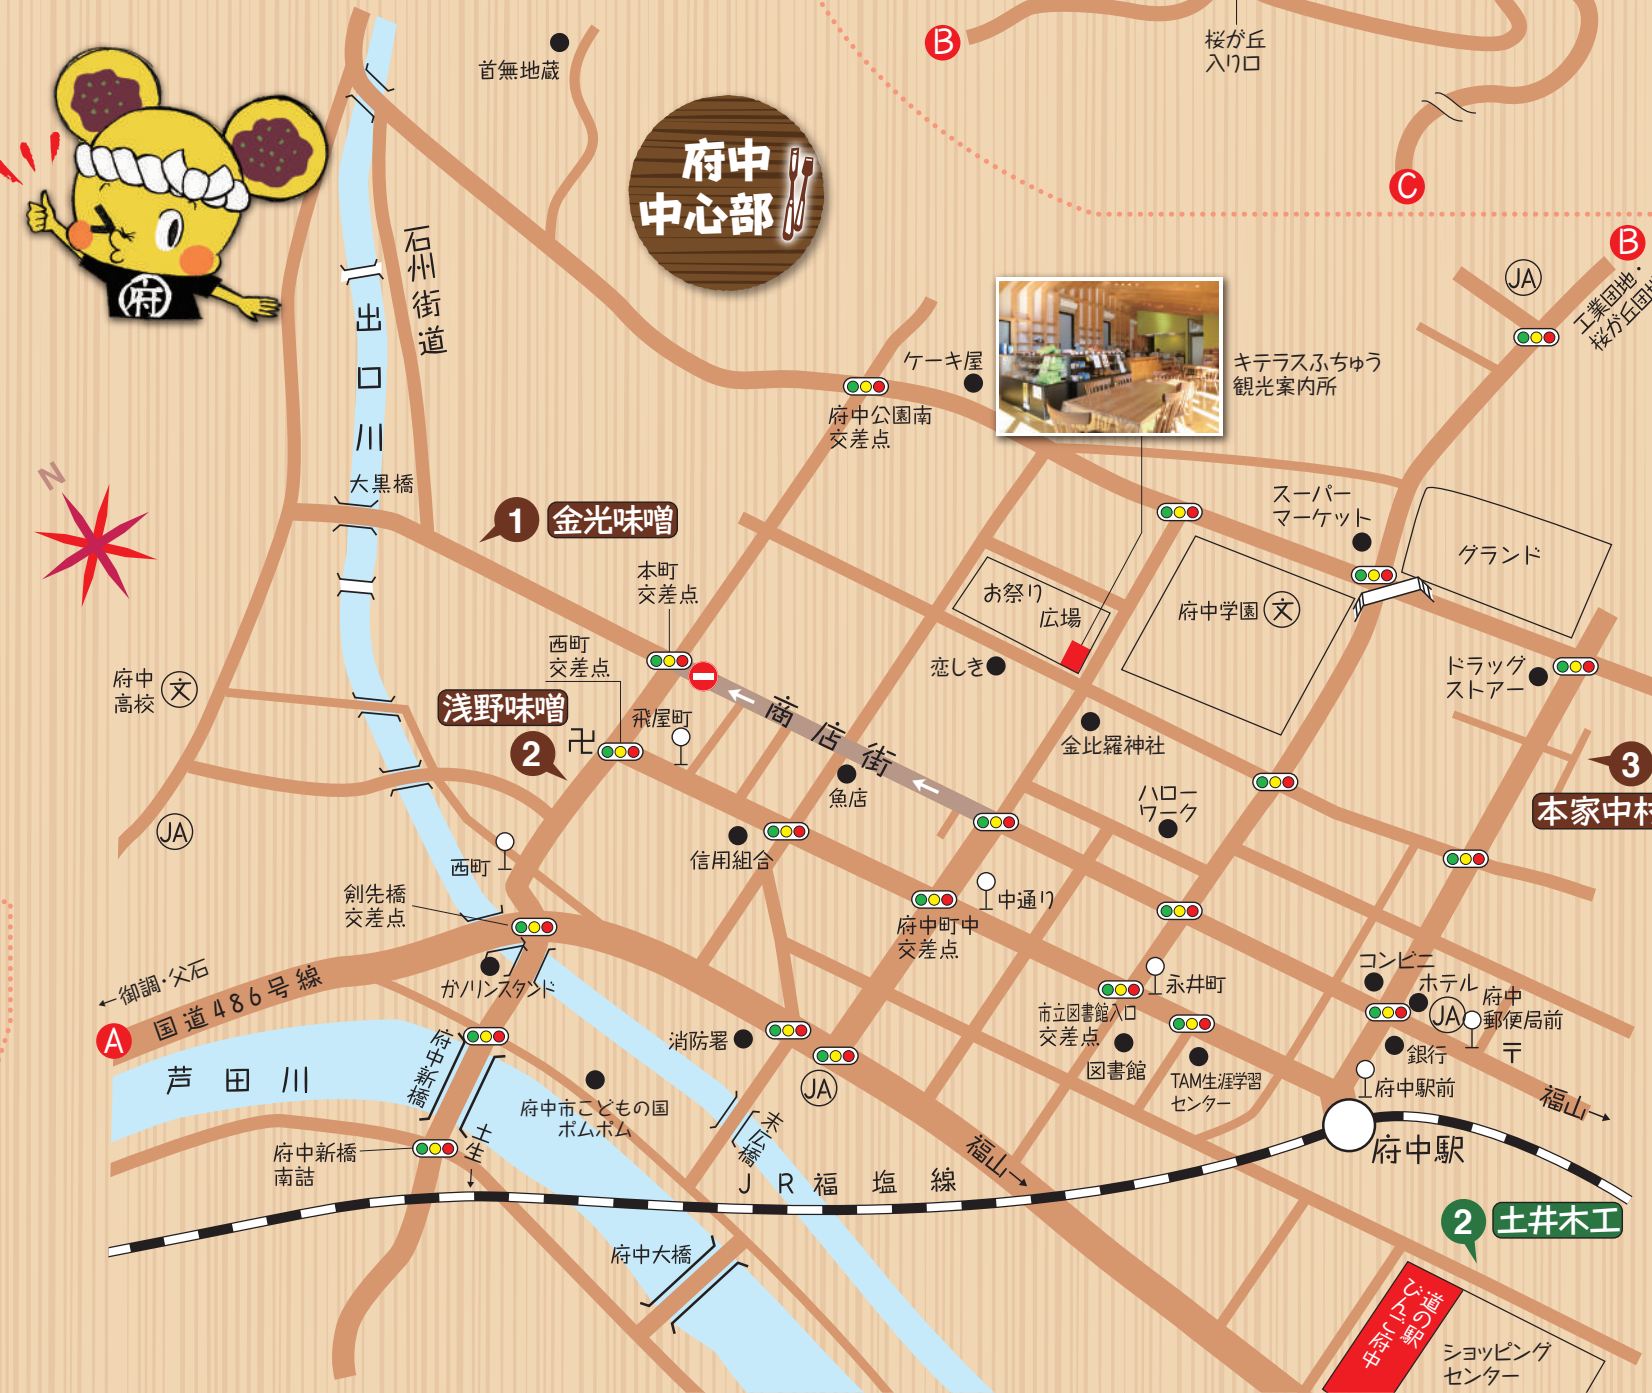 首無地蔵
B
桜が丘
入り口
C
府中
中心部
府
石州街道
出口川
ケーキ屋
キテラスふちゅう
観光案内所
府中公園南
交差点
JA
B
工業団地・
N
大黒橋
1
金光味噌
スーパー
マーケット
グランド
本町
交差点
お祭り
広場
府中学園
文
西町
交差点
恋しき
ドラッグ
ストアー
府中
高校
文
浅野味噌
2
卍
飛屋町
商店街
金比羅神社
3
本家中村
魚店
ハロー
ワーク
JA
信用組合
西町
剣先橋
交差点
中通り
府中町中
交差点
←御調・父石
国道486号線
ガソリンスタンド
コンビニ
ホテル
永井町
市立図書館入口
交差点
JA
府中
郵便局前
〒
A
消防署
府中新橋
図書館
TAM生涯学習
センター
銀行
府中駅前
芦田川
JA
府中市こどもの国
ポムポム
末広橋
福山→
福山→
府中新橋
南詰
土生→
JR福塩線
府中駅
2
土井木工
府中大橋
道の駅
びんご府中
ショッピング
センター